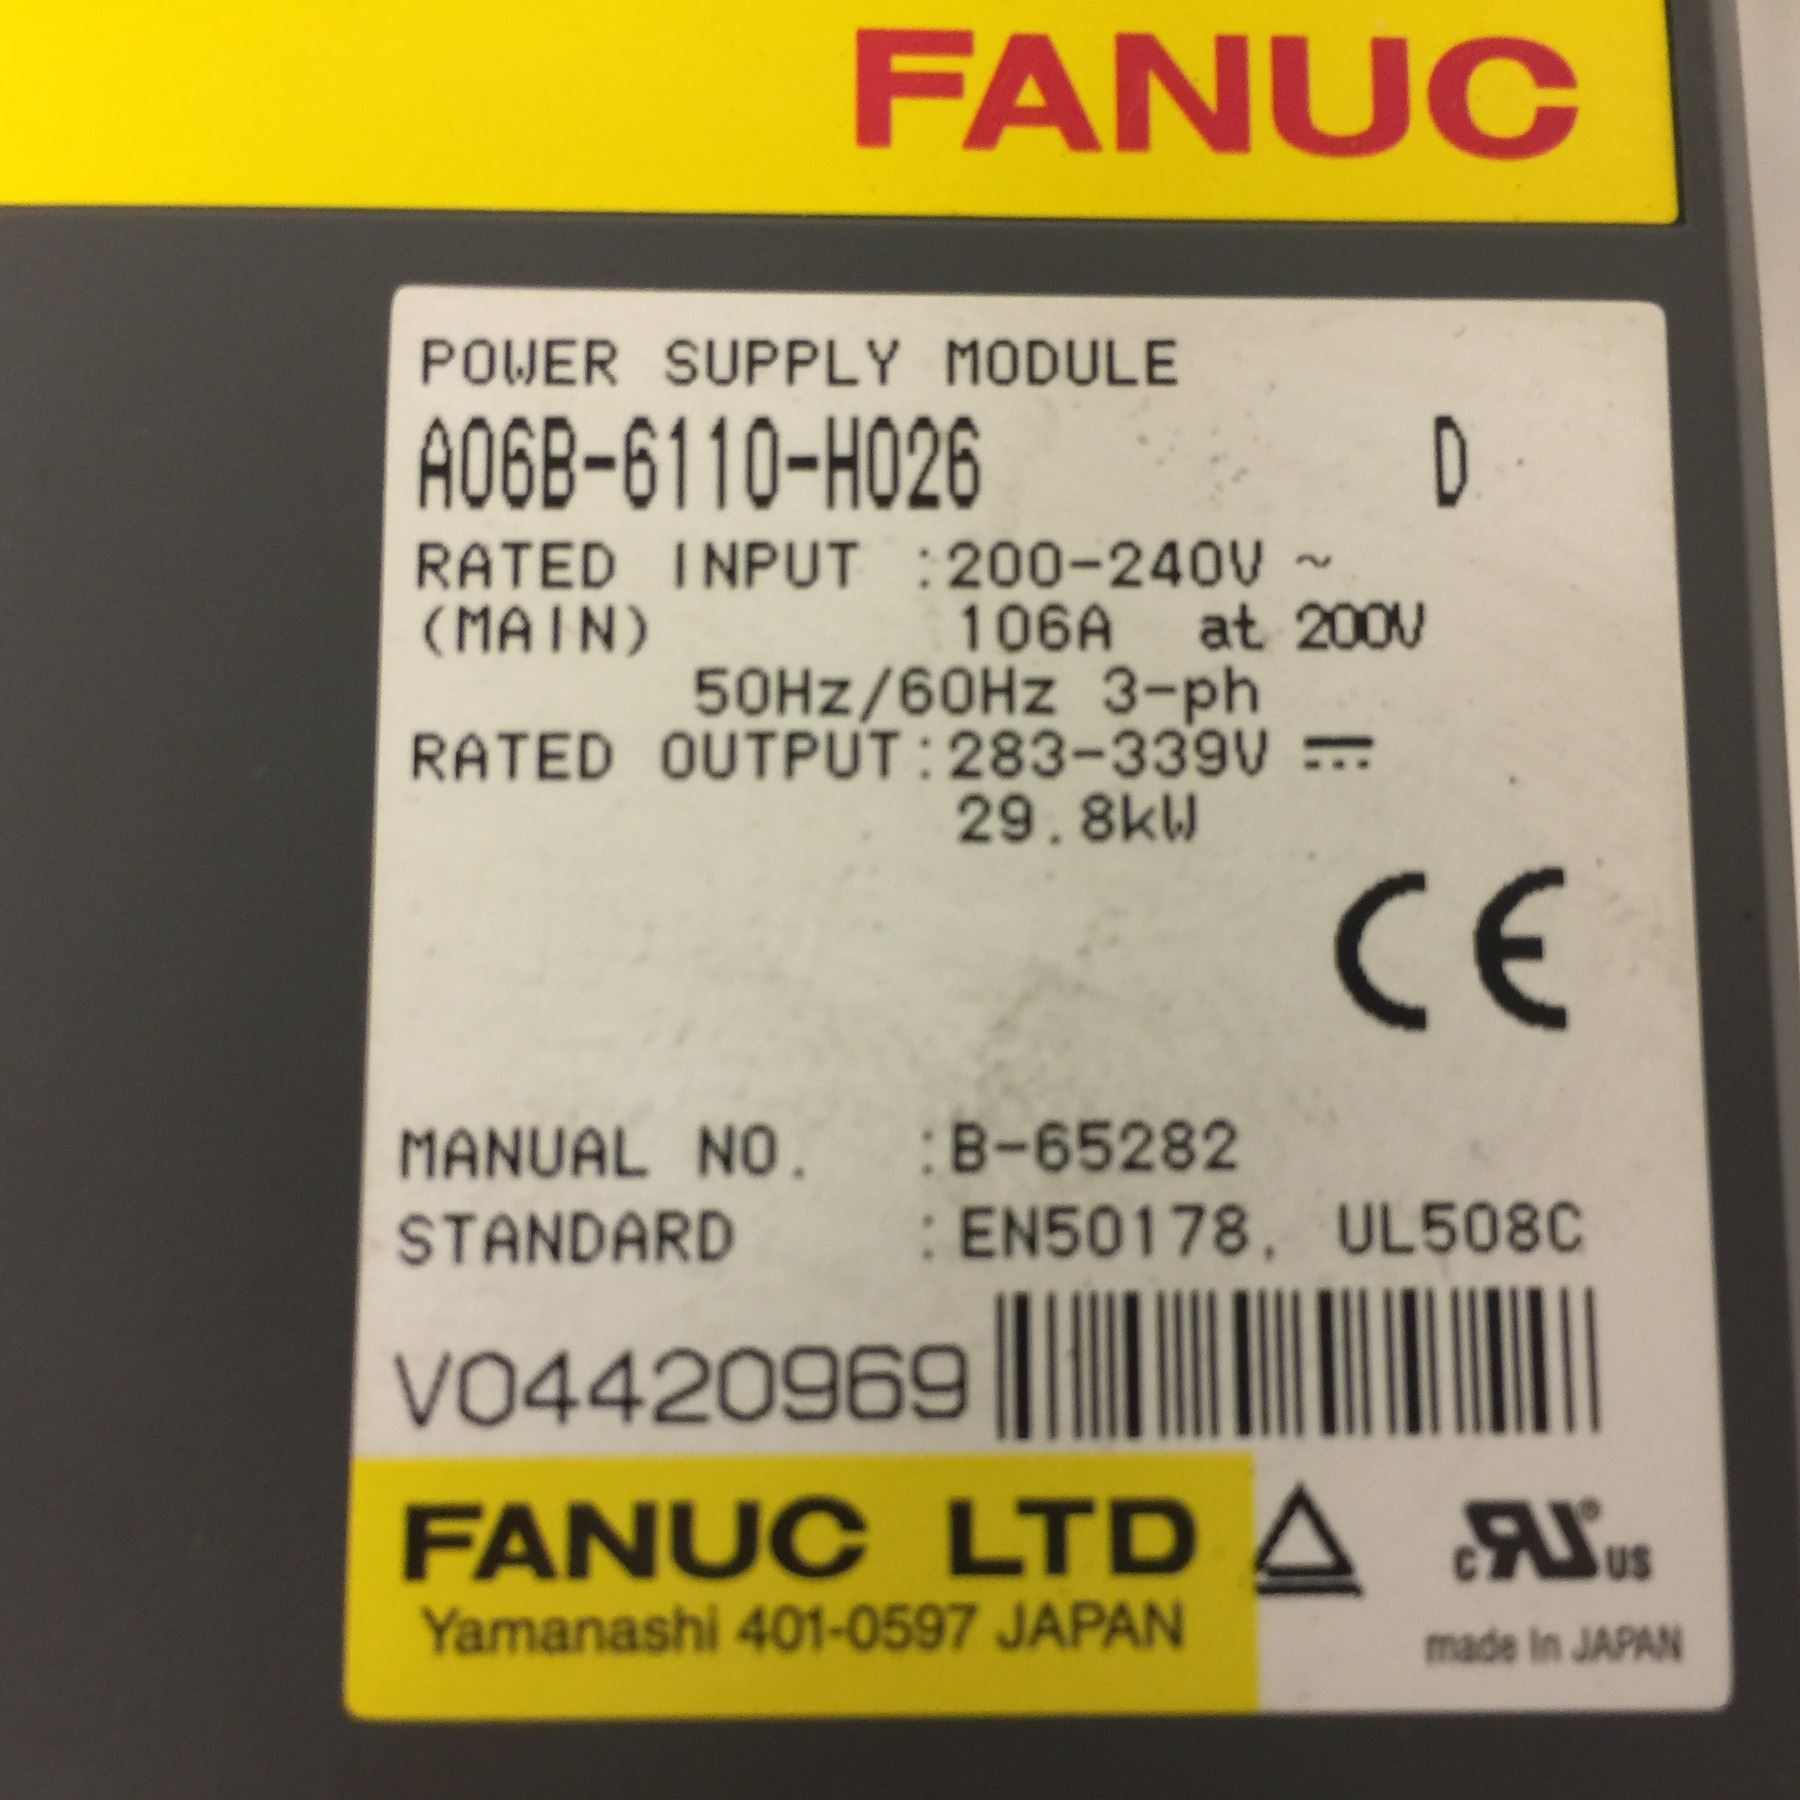 FANUC
POWER SUPPLY MODULE
A06B-6110-H026 D
RATED INPUT :200-240V ~
(MAIN) 106A at 200V
50Hz/60Hz 3-ph
RATED OUTPUT:283-339V ⎓
29.8kW
CE
MANUAL NO. :B-65282
STANDARD :EN50178, UL508C
V04420969
FANUC LTD
Yamanashi 401-0597 JAPAN
c RU ® US
made in JAPAN